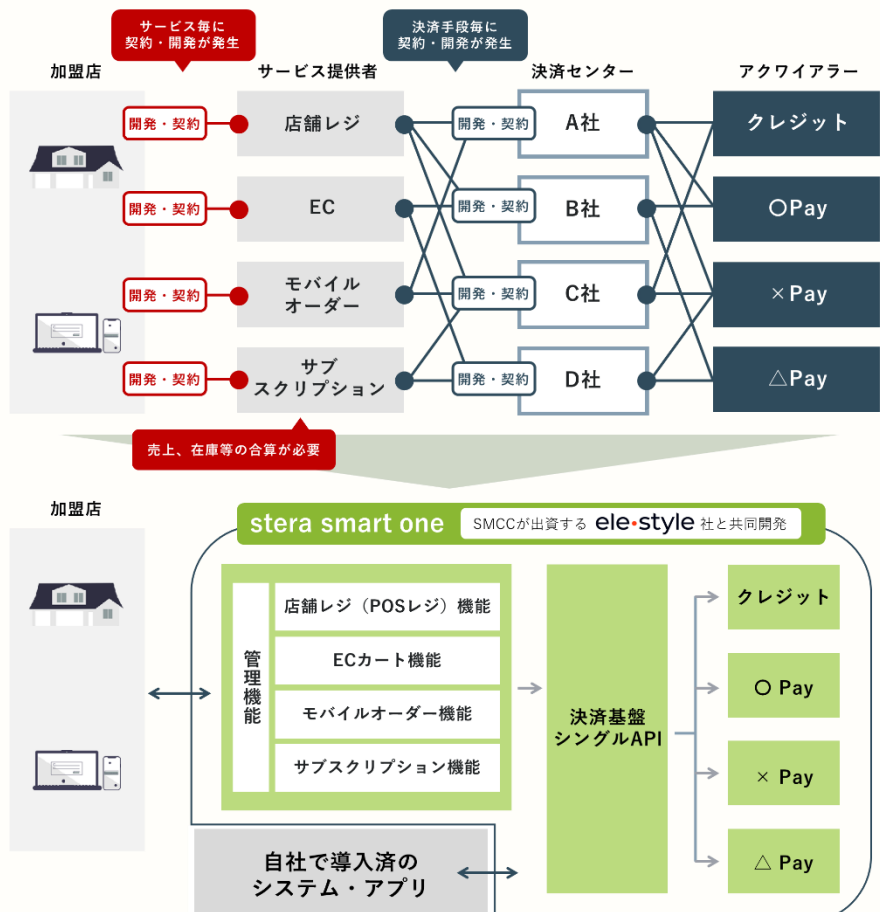 サービス毎に
契約・開発が発生
決済手段毎に
契約・開発が発生
加盟店
サービス提供者
決済センター
アクワイアラー
開発・契約
店舗レジ
開発・契約
A社
クレジット
開発・契約
EC
開発・契約
B社
〇Pay
開発・契約
モバイル
オーダー
開発・契約
C社
×Pay
開発・契約
サブ
スクリプション
開発・契約
D社
△Pay
売上、在庫等の合算が必要
加盟店
stera smart one
SMCCが出資する ele・style 社と共同開発
管理機能
店舗レジ（POSレジ）機能
ECカート機能
モバイルオーダー機能
サブスクリプション機能
決済基盤
シングルAPI
クレジット
〇 Pay
× Pay
△ Pay
自社で導入済の
システム・アプリ